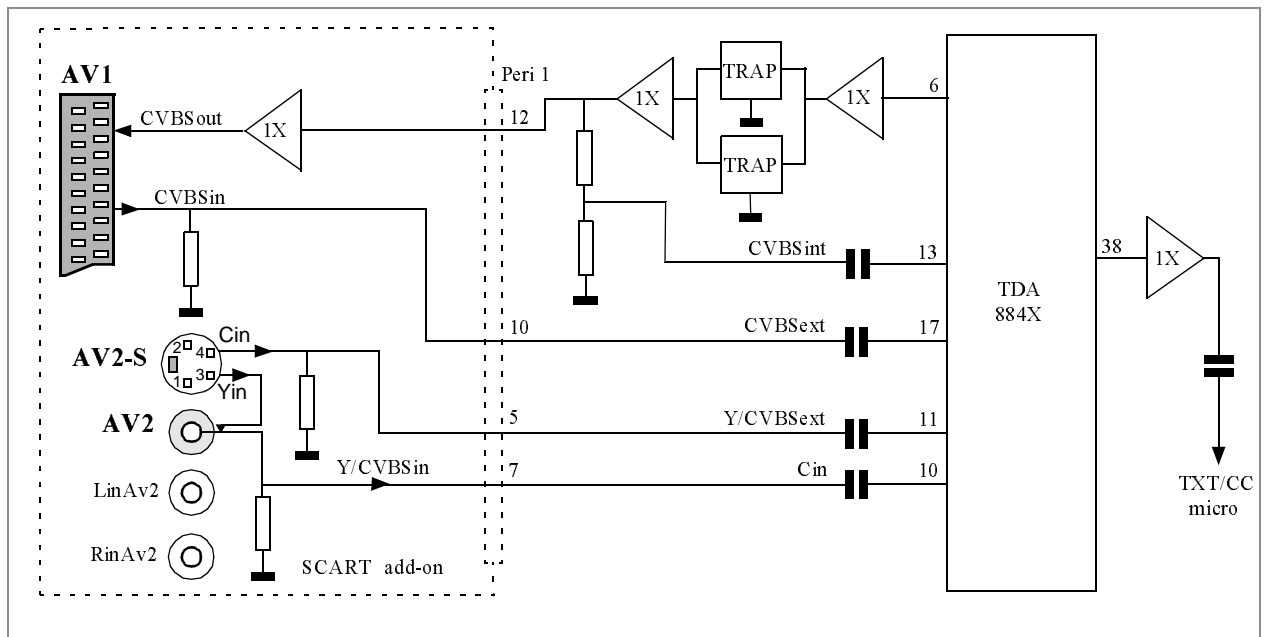 AV1
Peri 1
TRAP
6
1X
1X
CVBSout
1X
12
TRAP
CVBSin
CVBSint
13
38
1X
TDA
884X
10
CVBSext
17
Cin
2
4
AV2-S
1
3
Yin
AV2
5
Y/CVBSext
11
Y/CVBSin
7
Cin
10
TXT/CC
micro
LinAv2
RinAv2
SCART add-on